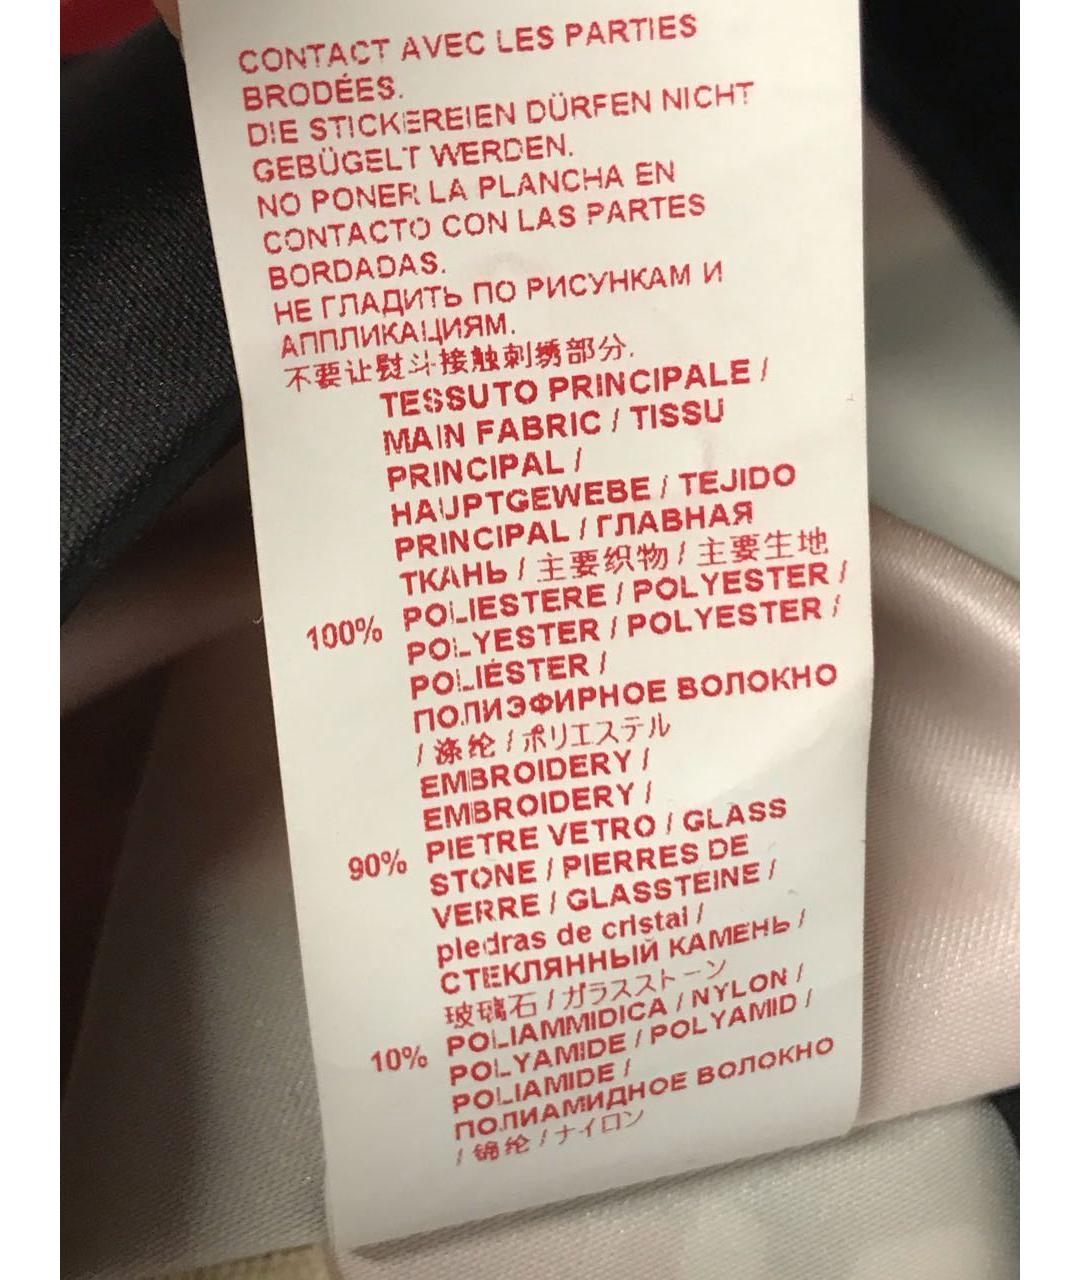 CONTACT AVEC LES PARTIES
BRODÉES.
DIE STICKEREIEN DÜRFEN NICHT
GEBÜGELT WERDEN.
NO PONER LA PLANCHA EN
CONTACTO CON LAS PARTES
BORDADAS.
НЕ ГЛАДИТЬ ПО РИСУНКАМ И
АППЛИКАЦИЯМ.
不要让熨斗接触刺绣部分.
TESSUTO PRINCIPALE /
MAIN FABRIC / TISSU
PRINCIPAL /
HAUPTGEWEBE / TEJIDO
PRINCIPAL / ГЛАВНАЯ
ТКАНЬ / 主要织物 / 主要生地
100% POLIESTERE / POLYESTER /
POLYESTER / POLYESTER /
POLIÉSTER /
ПОЛИЭФИРНОЕ ВОЛОКНО
/ 涤纶 / ポリエステル
EMBROIDERY /
EMBROIDERY /
90% PIETRE VETRO / GLASS
STONE / PIERRES DE
VERRE / GLASSTEINE /
piedras de cristal /
СТЕКЛЯННЫЙ КАМЕНЬ /
玻璃石 / ガラスストーン
10% POLIAMMIDICA / NYLON /
POLYAMIDE / POLYAMID /
POLIAMIDE /
ПОЛИАМИДНОЕ ВОЛОКНО
/ 锦纶 / ナイロン